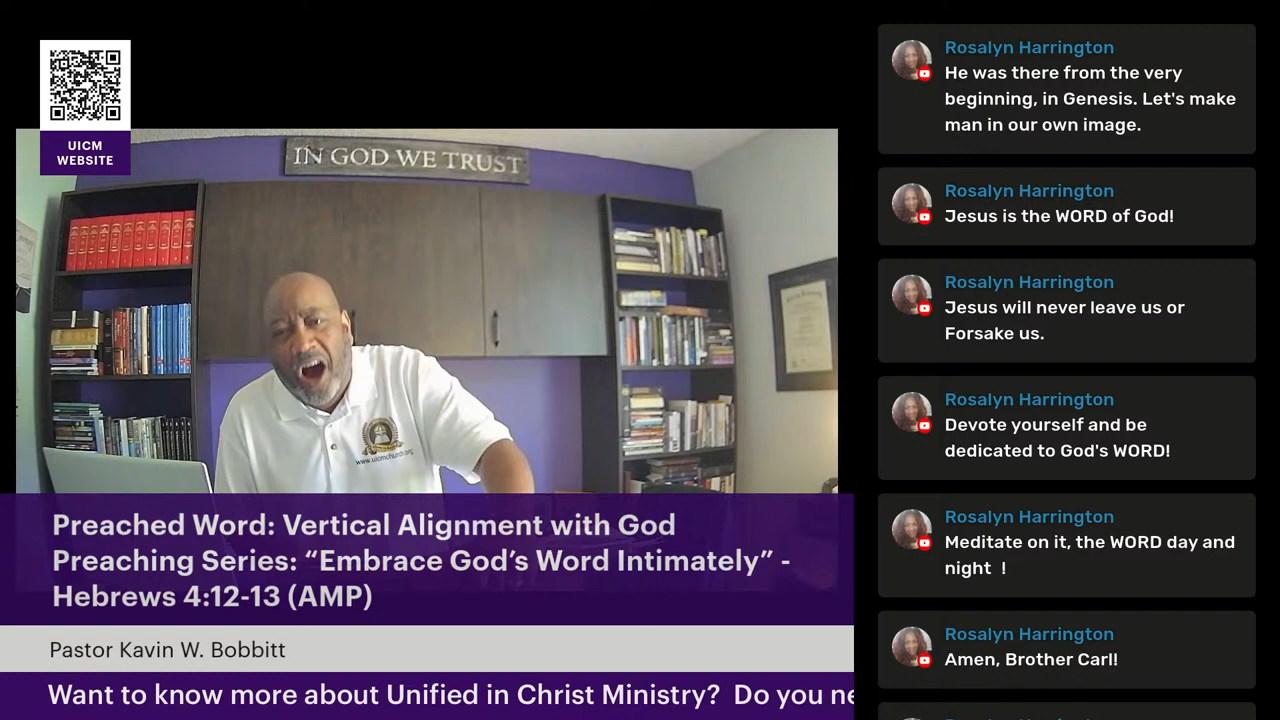 UICM
WEBSITE
IN GOD WE TRUST
www.uicmchurch.org
Preached Word: Vertical Alignment with God
Preaching Series: “Embrace God’s Word Intimately” -
Hebrews 4:12-13 (AMP)
Pastor Kavin W. Bobbitt
Want to know more about Unified in Christ Ministry? Do you ne
Rosalyn Harrington
He was there from the very
beginning, in Genesis. Let's make
man in our own image.
Rosalyn Harrington
Jesus is the WORD of God!
Rosalyn Harrington
Jesus will never leave us or
Forsake us.
Rosalyn Harrington
Devote yourself and be
dedicated to God's WORD!
Rosalyn Harrington
Meditate on it, the WORD day and
night !
Rosalyn Harrington
Amen, Brother Carl!